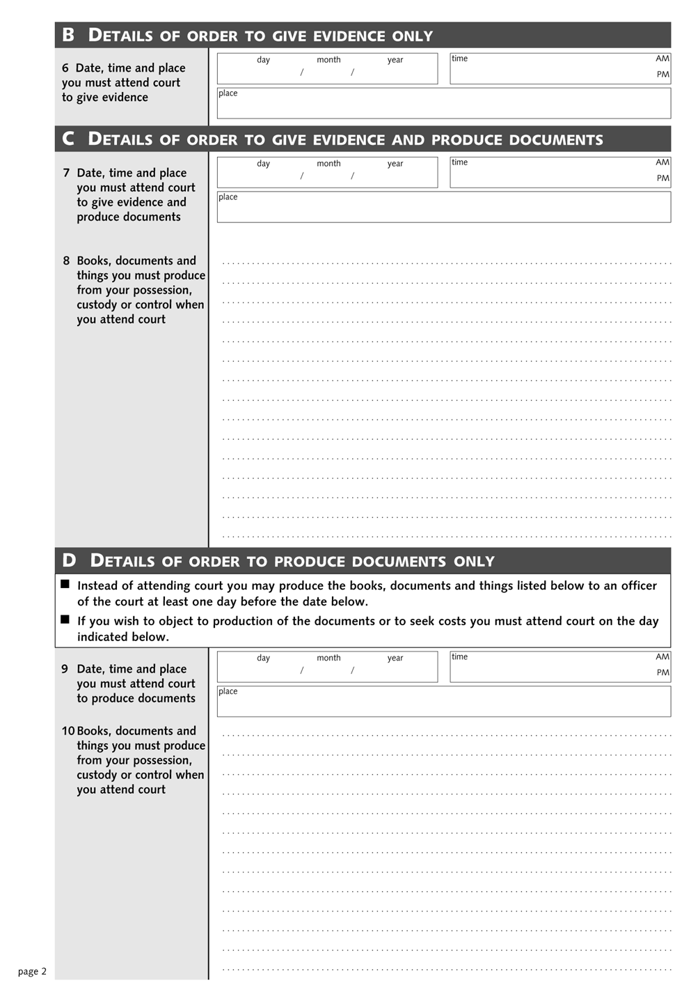 B DETAILS OF ORDER TO GIVE EVIDENCE ONLY
6 Date, time and place
you must attend court
to give evidence
day month year
/ /
time AM
PM
place
C DETAILS OF ORDER TO GIVE EVIDENCE AND PRODUCE DOCUMENTS
7 Date, time and place
you must attend court
to give evidence and
produce documents
day month year
/ /
time AM
PM
place
8 Books, documents and
things you must produce
from your possession,
custody or control when
you attend court
D DETAILS OF ORDER TO PRODUCE DOCUMENTS ONLY
■ Instead of attending court you may produce the books, documents and things listed below to an officer
of the court at least one day before the date below.
■ If you wish to object to production of the documents or to seek costs you must attend court on the day
indicated below.
9 Date, time and place
you must attend court
to produce documents
day month year
/ /
time AM
PM
place
10 Books, documents and
things you must produce
from your possession,
custody or control when
you attend court
page 2